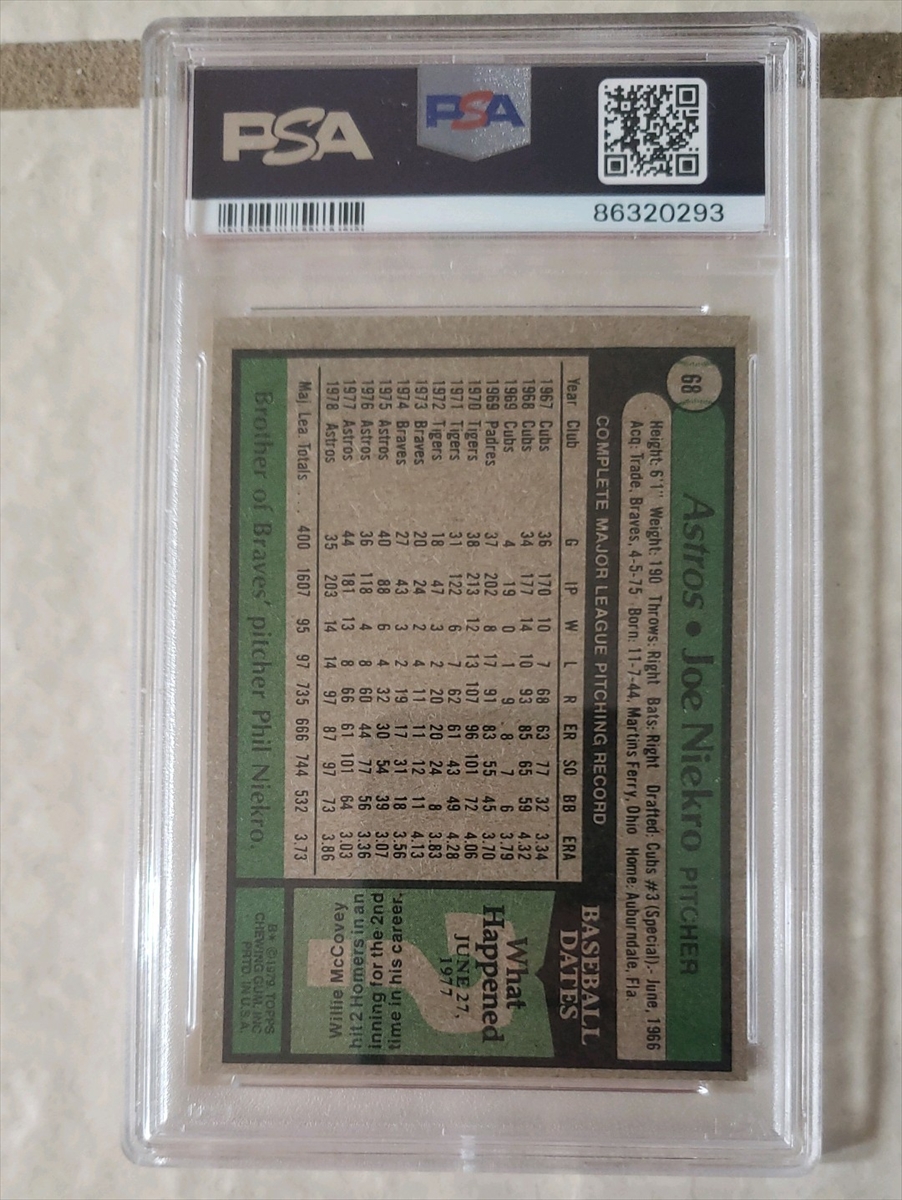 PSA
PSA
86320293
68
Astros • Joe Niekro PITCHER
Height: 6'1" Weight: 190 Throws: Right Bats: Right Drafted: Cubs #3 (Special)- June, 1966
Acq: Trade, Braves, 4-5-75 Born: 11-7-44, Martins Ferry, Ohio Home: Auburndale, Fla.
COMPLETE MAJOR LEAGUE PITCHING RECORD
Year Club G IP W L R ER SO BB ERA
1967 Cubs 36 170 10 7 68 63 77 32 3.34
1968 Cubs 34 177 14 10 93 85 65 59 4.32
1969 Cubs 4 19 0 1 9 8 7 6 3.79
1969 Padres 37 202 8 17 91 83 55 45 3.70
1970 Tigers 38 213 12 13 107 96 101 72 4.06
1971 Tigers 31 122 6 7 62 61 43 49 4.28
1972 Tigers 18 47 3 2 20 20 24 8 3.83
1973 Braves 20 24 2 4 11 11 12 11 4.13
1974 Braves 27 43 3 2 19 17 31 18 3.56
1975 Astros 40 88 6 4 32 30 54 39 3.07
1976 Astros 36 118 4 8 60 44 77 56 3.36
1977 Astros 44 181 13 8 66 61 101 64 3.03
1978 Astros 35 203 14 14 97 87 97 73 3.86
Maj Lea Totals . . . 400 1607 95 97 735 666 744 532 3.73
Brother of Braves' pitcher Phil Niekro.
BASEBALL
DATES
What
Happened
JUNE 27,
1977
Willie McCovey
hit 2 Homers in an
inning for the 2nd
time in his career.
B* ©1979 TOPPS
CHEWING GUM, INC
PRTD. IN U.S.A.